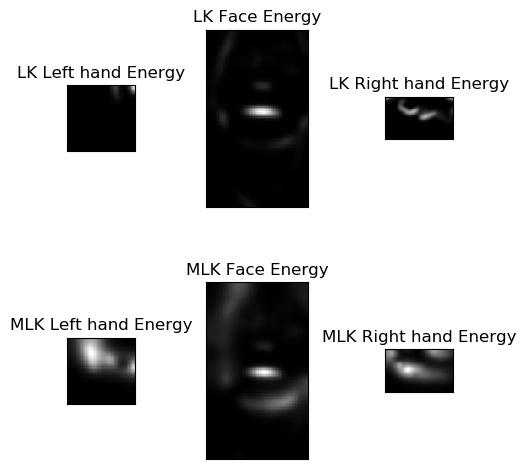 LK Face Energy
LK Left hand Energy
LK Right hand Energy
MLK Face Energy
MLK Left hand Energy
MLK Right hand Energy